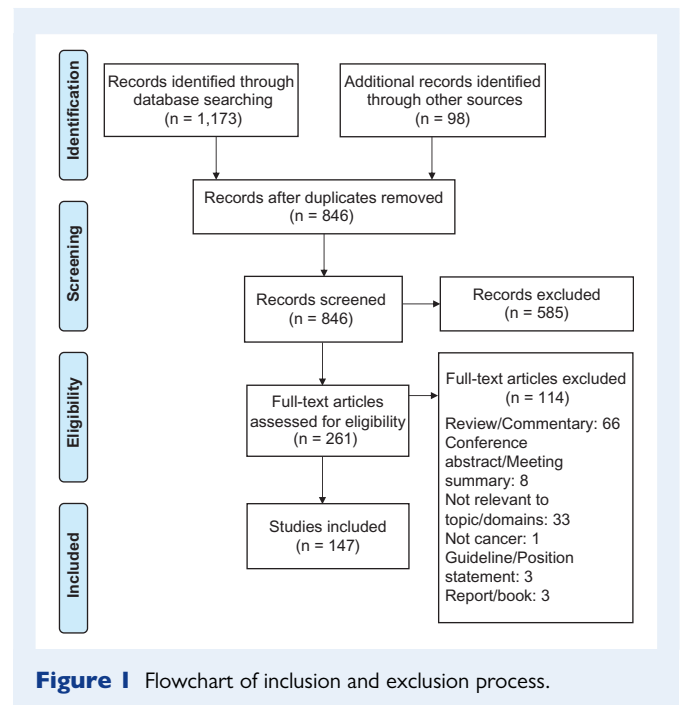 Identification
Records identified through
database searching
(n = 1,173)
Additional records identified
through other sources
(n = 98)
Records after duplicates removed
(n = 846)
Screening
Records screened
(n = 846)
Records excluded
(n = 585)
Eligibility
Full-text articles
assessed for eligibility
(n = 261)
Full-text articles excluded
(n = 114)
Review/Commentary: 66
Conference
abstract/Meeting
summary: 8
Not relevant to
topic/domains: 33
Not cancer: 1
Guideline/Position
statement: 3
Report/book: 3
Included
Studies included
(n = 147)
Figure 1 Flowchart of inclusion and exclusion process.